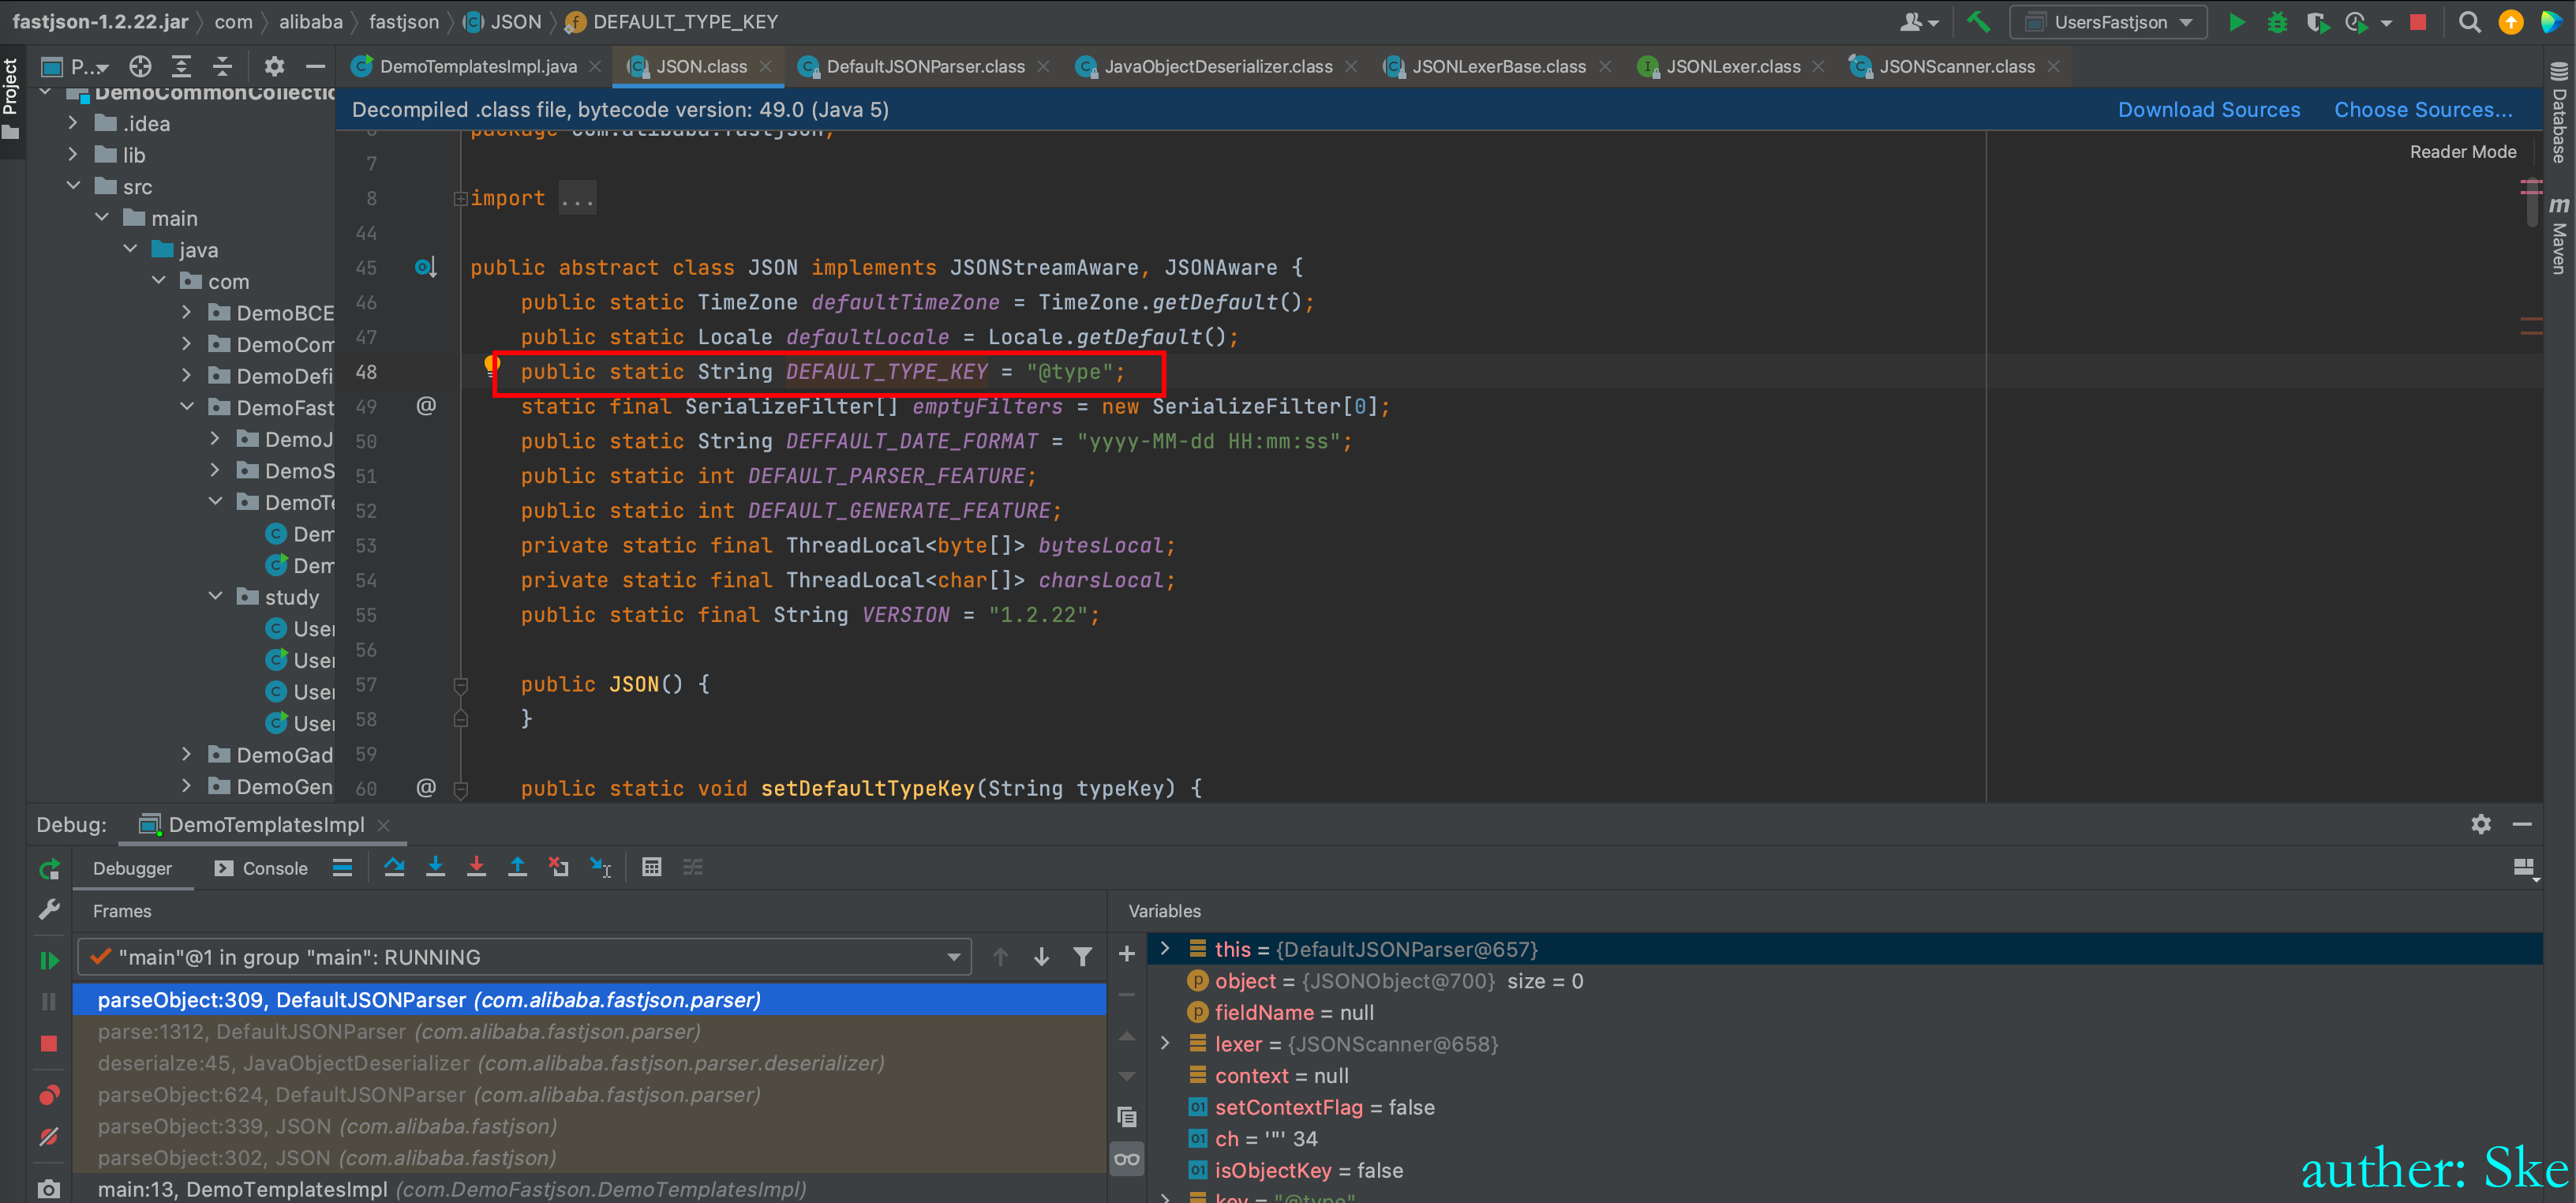 fastjson-1.2.22.jar com alibaba fastjson JSON DEFAULT_TYPE_KEY UsersFastjson
Project
P...
DemoTemplatesImpl.java JSON.class DefaultJSONParser.class JavaObjectDeserializer.class JSONLexerBase.class JSONLexer.class JSONScanner.class
Database
Maven
DemoCommonCollectio
.idea
lib
src
main
java
com
DemoBCE
DemoCom
DemoDefi
DemoFast
DemoJ
DemoS
DemoTe
Dem
Dem
study
User
User
User
User
DemoGad
DemoGen
Decompiled .class file, bytecode version: 49.0 (Java 5) Download Sources Choose Sources...
Reader Mode
6 package com.alibaba.fastjson;
7
8 import ...
44
45 public abstract class JSON implements JSONStreamAware, JSONAware {
46 public static TimeZone defaultTimeZone = TimeZone.getDefault();
47 public static Locale defaultLocale = Locale.getDefault();
48 public static String DEFAULT_TYPE_KEY = "@type";
49 @ static final SerializeFilter[] emptyFilters = new SerializeFilter[0];
50 public static String DEFFAULT_DATE_FORMAT = "yyyy-MM-dd HH:mm:ss";
51 public static int DEFAULT_PARSER_FEATURE;
52 public static int DEFAULT_GENERATE_FEATURE;
53 private static final ThreadLocal<byte[]> bytesLocal;
54 private static final ThreadLocal<char[]> charsLocal;
55 public static final String VERSION = "1.2.22";
56
57 public JSON() {
58 }
59
60 @ public static void setDefaultTypeKey(String typeKey) {
Debug: DemoTemplatesImpl
Debugger Console
Frames
"main"@1 in group "main": RUNNING
parseObject:309, DefaultJSONParser (com.alibaba.fastjson.parser)
parse:1312, DefaultJSONParser (com.alibaba.fastjson.parser)
deserialze:45, JavaObjectDeserializer (com.alibaba.fastjson.parser.deserializer)
parseObject:624, DefaultJSONParser (com.alibaba.fastjson.parser)
parseObject:339, JSON (com.alibaba.fastjson)
parseObject:302, JSON (com.alibaba.fastjson)
main:13, DemoTemplatesImpl (com.DemoFastjson.DemoTemplatesImpl)
Variables
this = {DefaultJSONParser@657}
object = {JSONObject@700} size = 0
fieldName = null
lexer = {JSONScanner@658}
context = null
setContextFlag = false
ch = '"' 34
isObjectKey = false
key = "@type"
auther: Ske